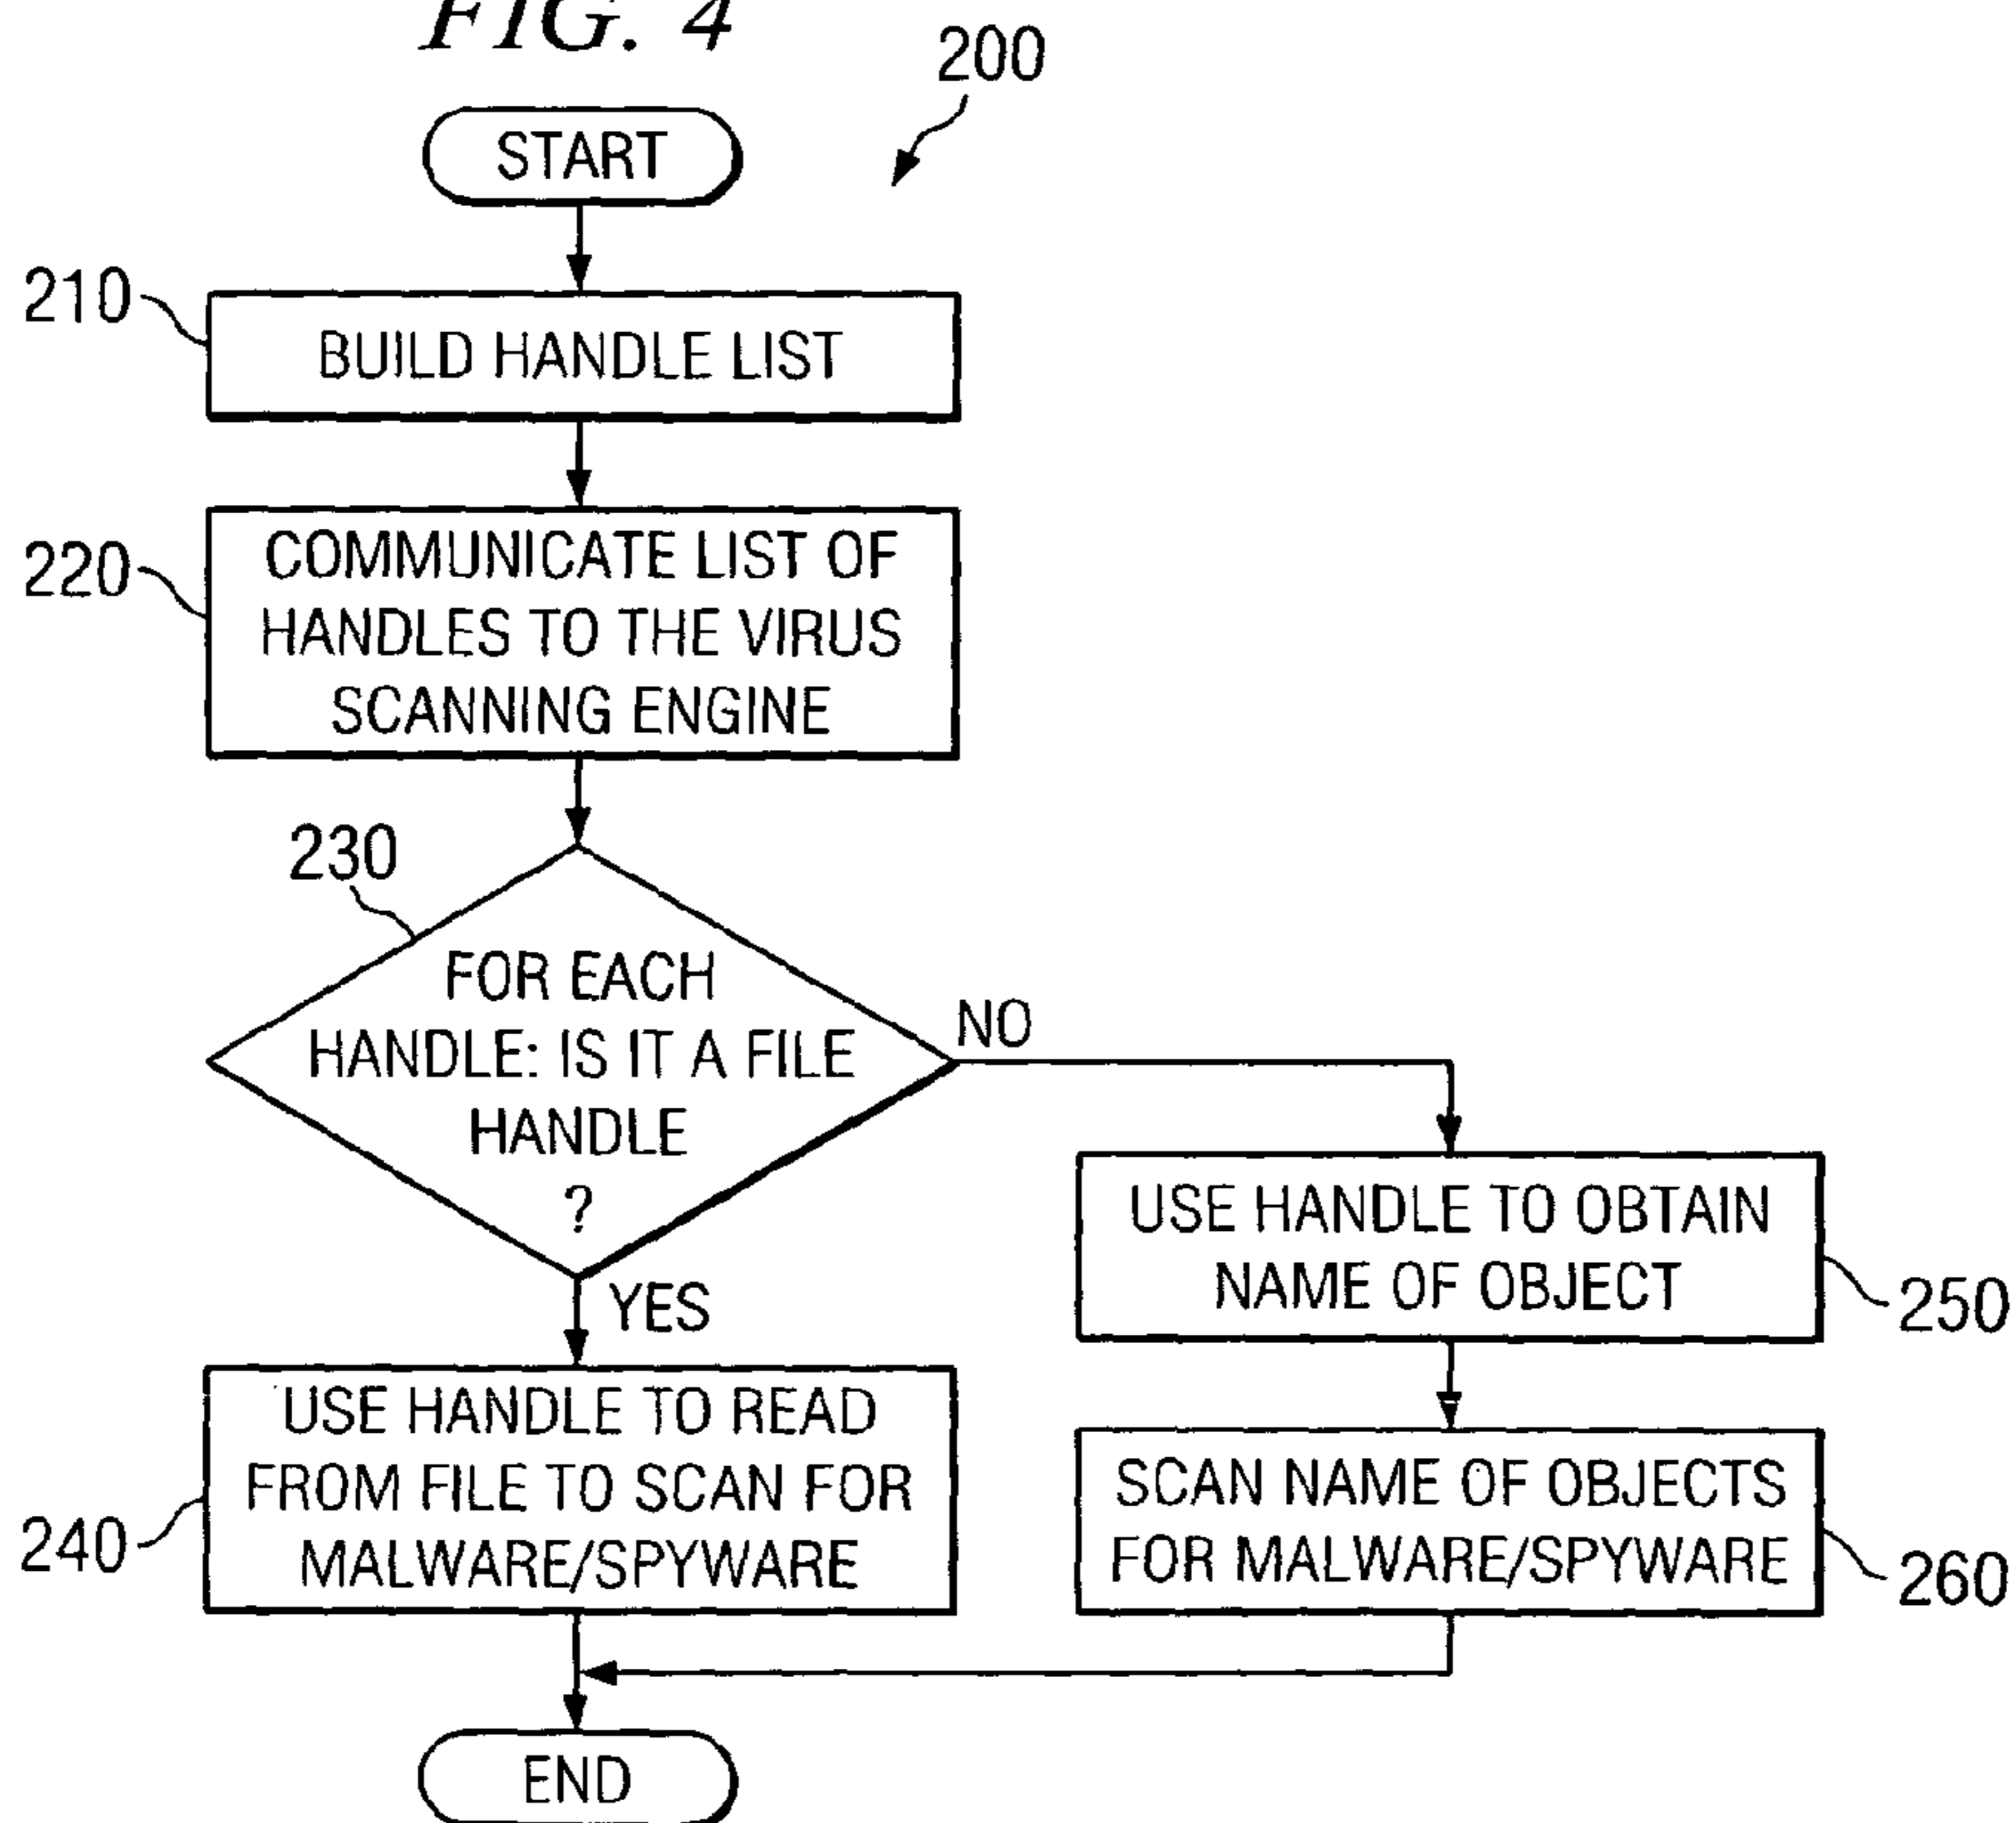 FIG. 4
200
START
210
BUILD HANDLE LIST
220
COMMUNICATE LIST OF
HANDLES TO THE VIRUS
SCANNING ENGINE
230
FOR EACH
HANDLE: IS IT A FILE
HANDLE
?
NO
YES
USE HANDLE TO OBTAIN
NAME OF OBJECT
250
240
USE HANDLE TO READ
FROM FILE TO SCAN FOR
MALWARE/SPYWARE
SCAN NAME OF OBJECTS
FOR MALWARE/SPYWARE
260
END